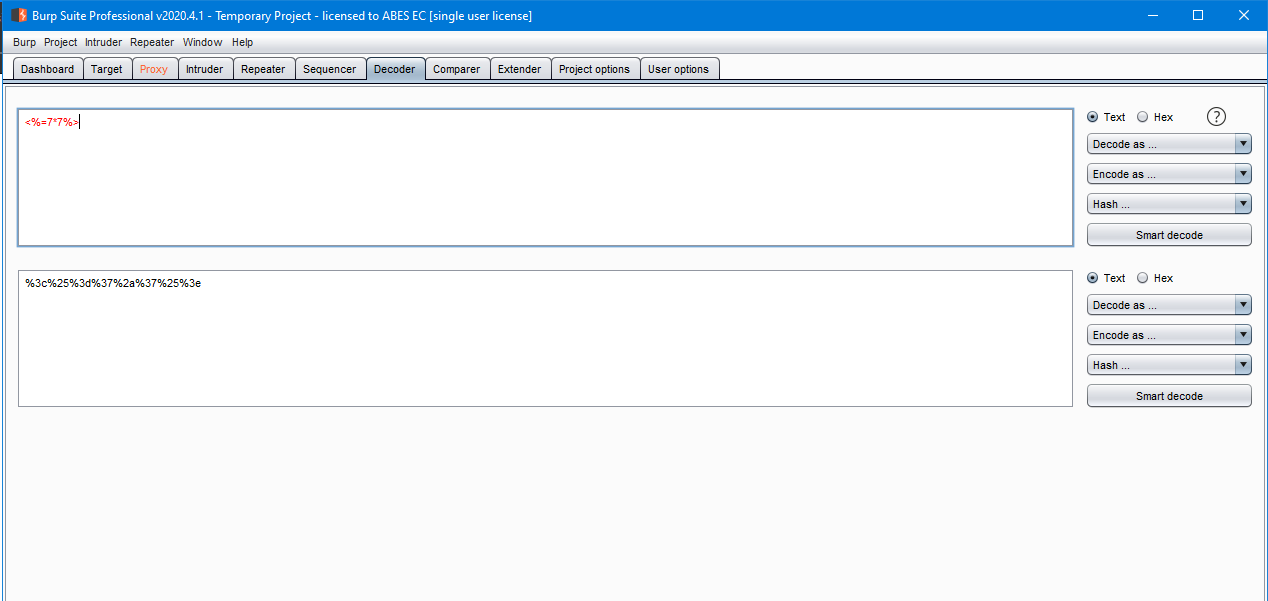 Burp Suite Professional v2020.4.1 - Temporary Project - licensed to ABES EC [single user license]
Burp Project Intruder Repeater Window Help
Dashboard Target Proxy Intruder Repeater Sequencer Decoder Comparer Extender Project options User options
<%=7*7%>
Text Hex ?
Decode as ...
Encode as ...
Hash ...
Smart decode
%3c%25%3d%37%2a%37%25%3e
Text Hex
Decode as ...
Encode as ...
Hash ...
Smart decode